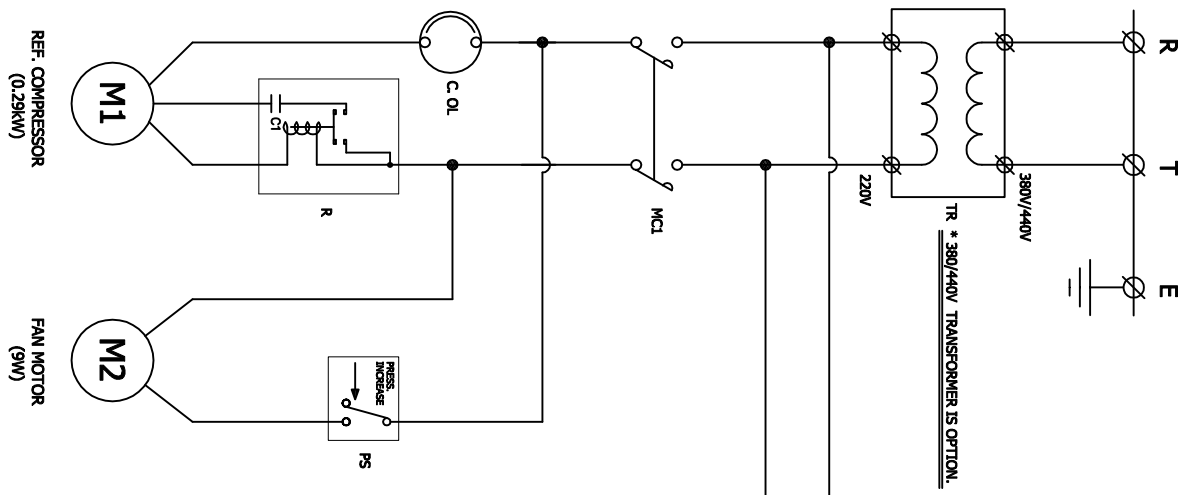 R
T
E
380V/440V
220V
TR * 380/440V TRANSFORMER IS OPTION.
MC1
C. OL
C1
R
PRESS.
INCREASE
PS
M1
REF. COMPRESSOR
(0.29kW)
M2
FAN MOTOR
(9W)